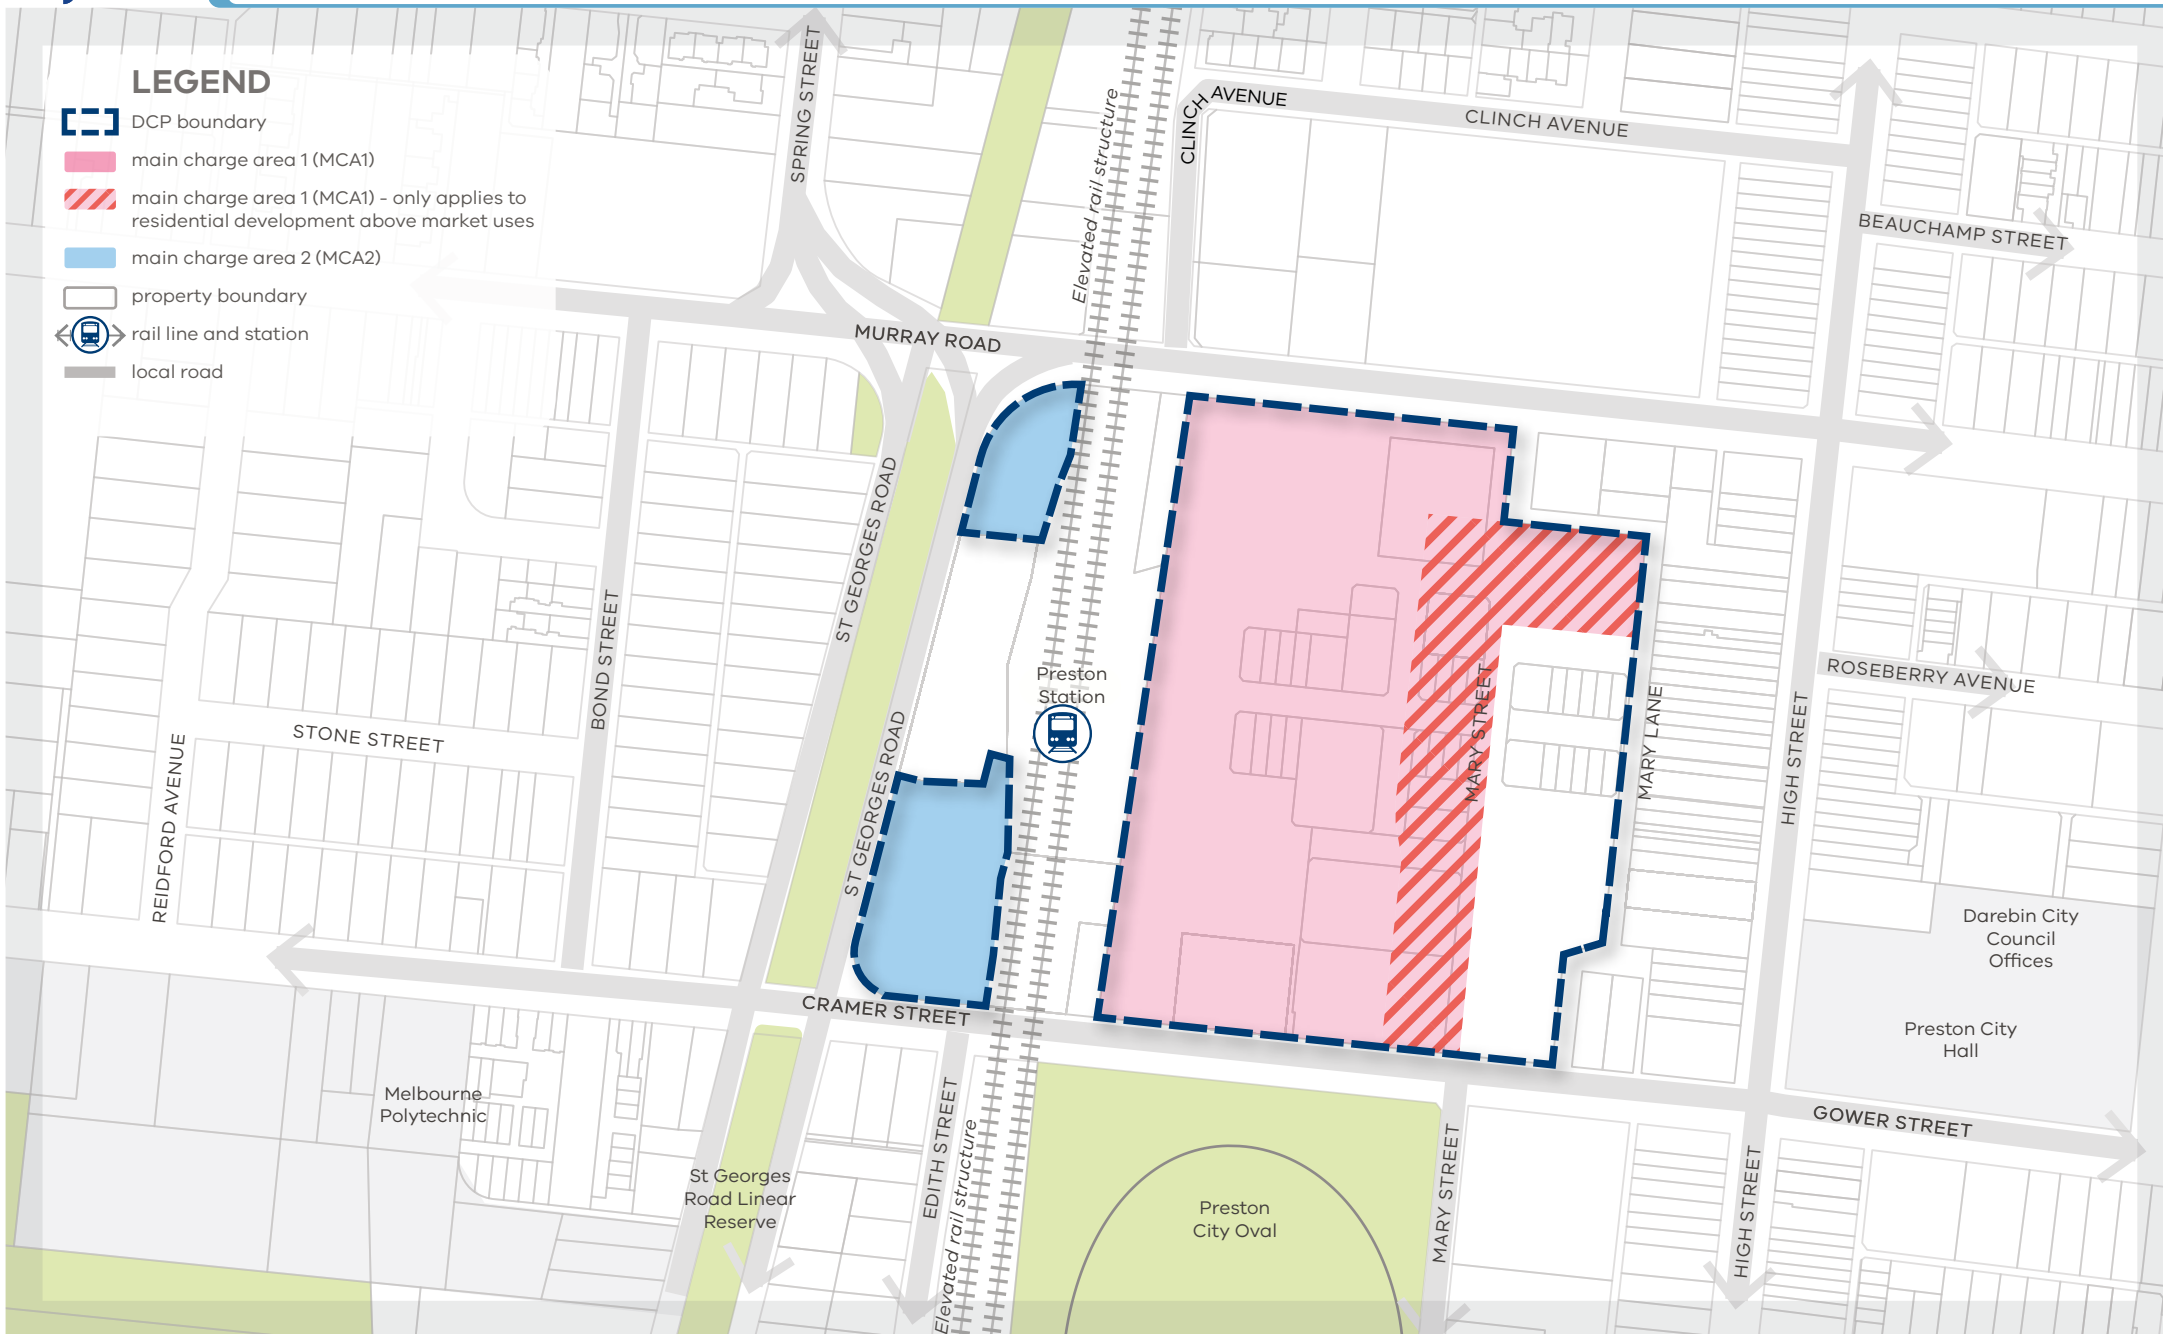 LEGEND
DCP boundary
main charge area 1 (MCA1)
main charge area 1 (MCA1) - only applies to
residential development above market uses
main charge area 2 (MCA2)
property boundary
rail line and station
local road
SPRING STREET
Elevated rail structure
CLINCH
AVENUE
CLINCH AVENUE
BEAUCHAMP STREET
MURRAY ROAD
ST GEORGES ROAD
BOND STREET
STONE STREET
REIDFORD AVENUE
ST GEORGES ROAD
Preston
Station
MARY STREET
MARY LANE
HIGH STREET
ROSEBERRY AVENUE
Darebin City
Council
Offices
Preston City
Hall
CRAMER STREET
GOWER STREET
Melbourne
Polytechnic
St Georges
Road Linear
Reserve
EDITH STREET
Elevated rail structure
Preston
City Oval
MARY STREET
HIGH STREET